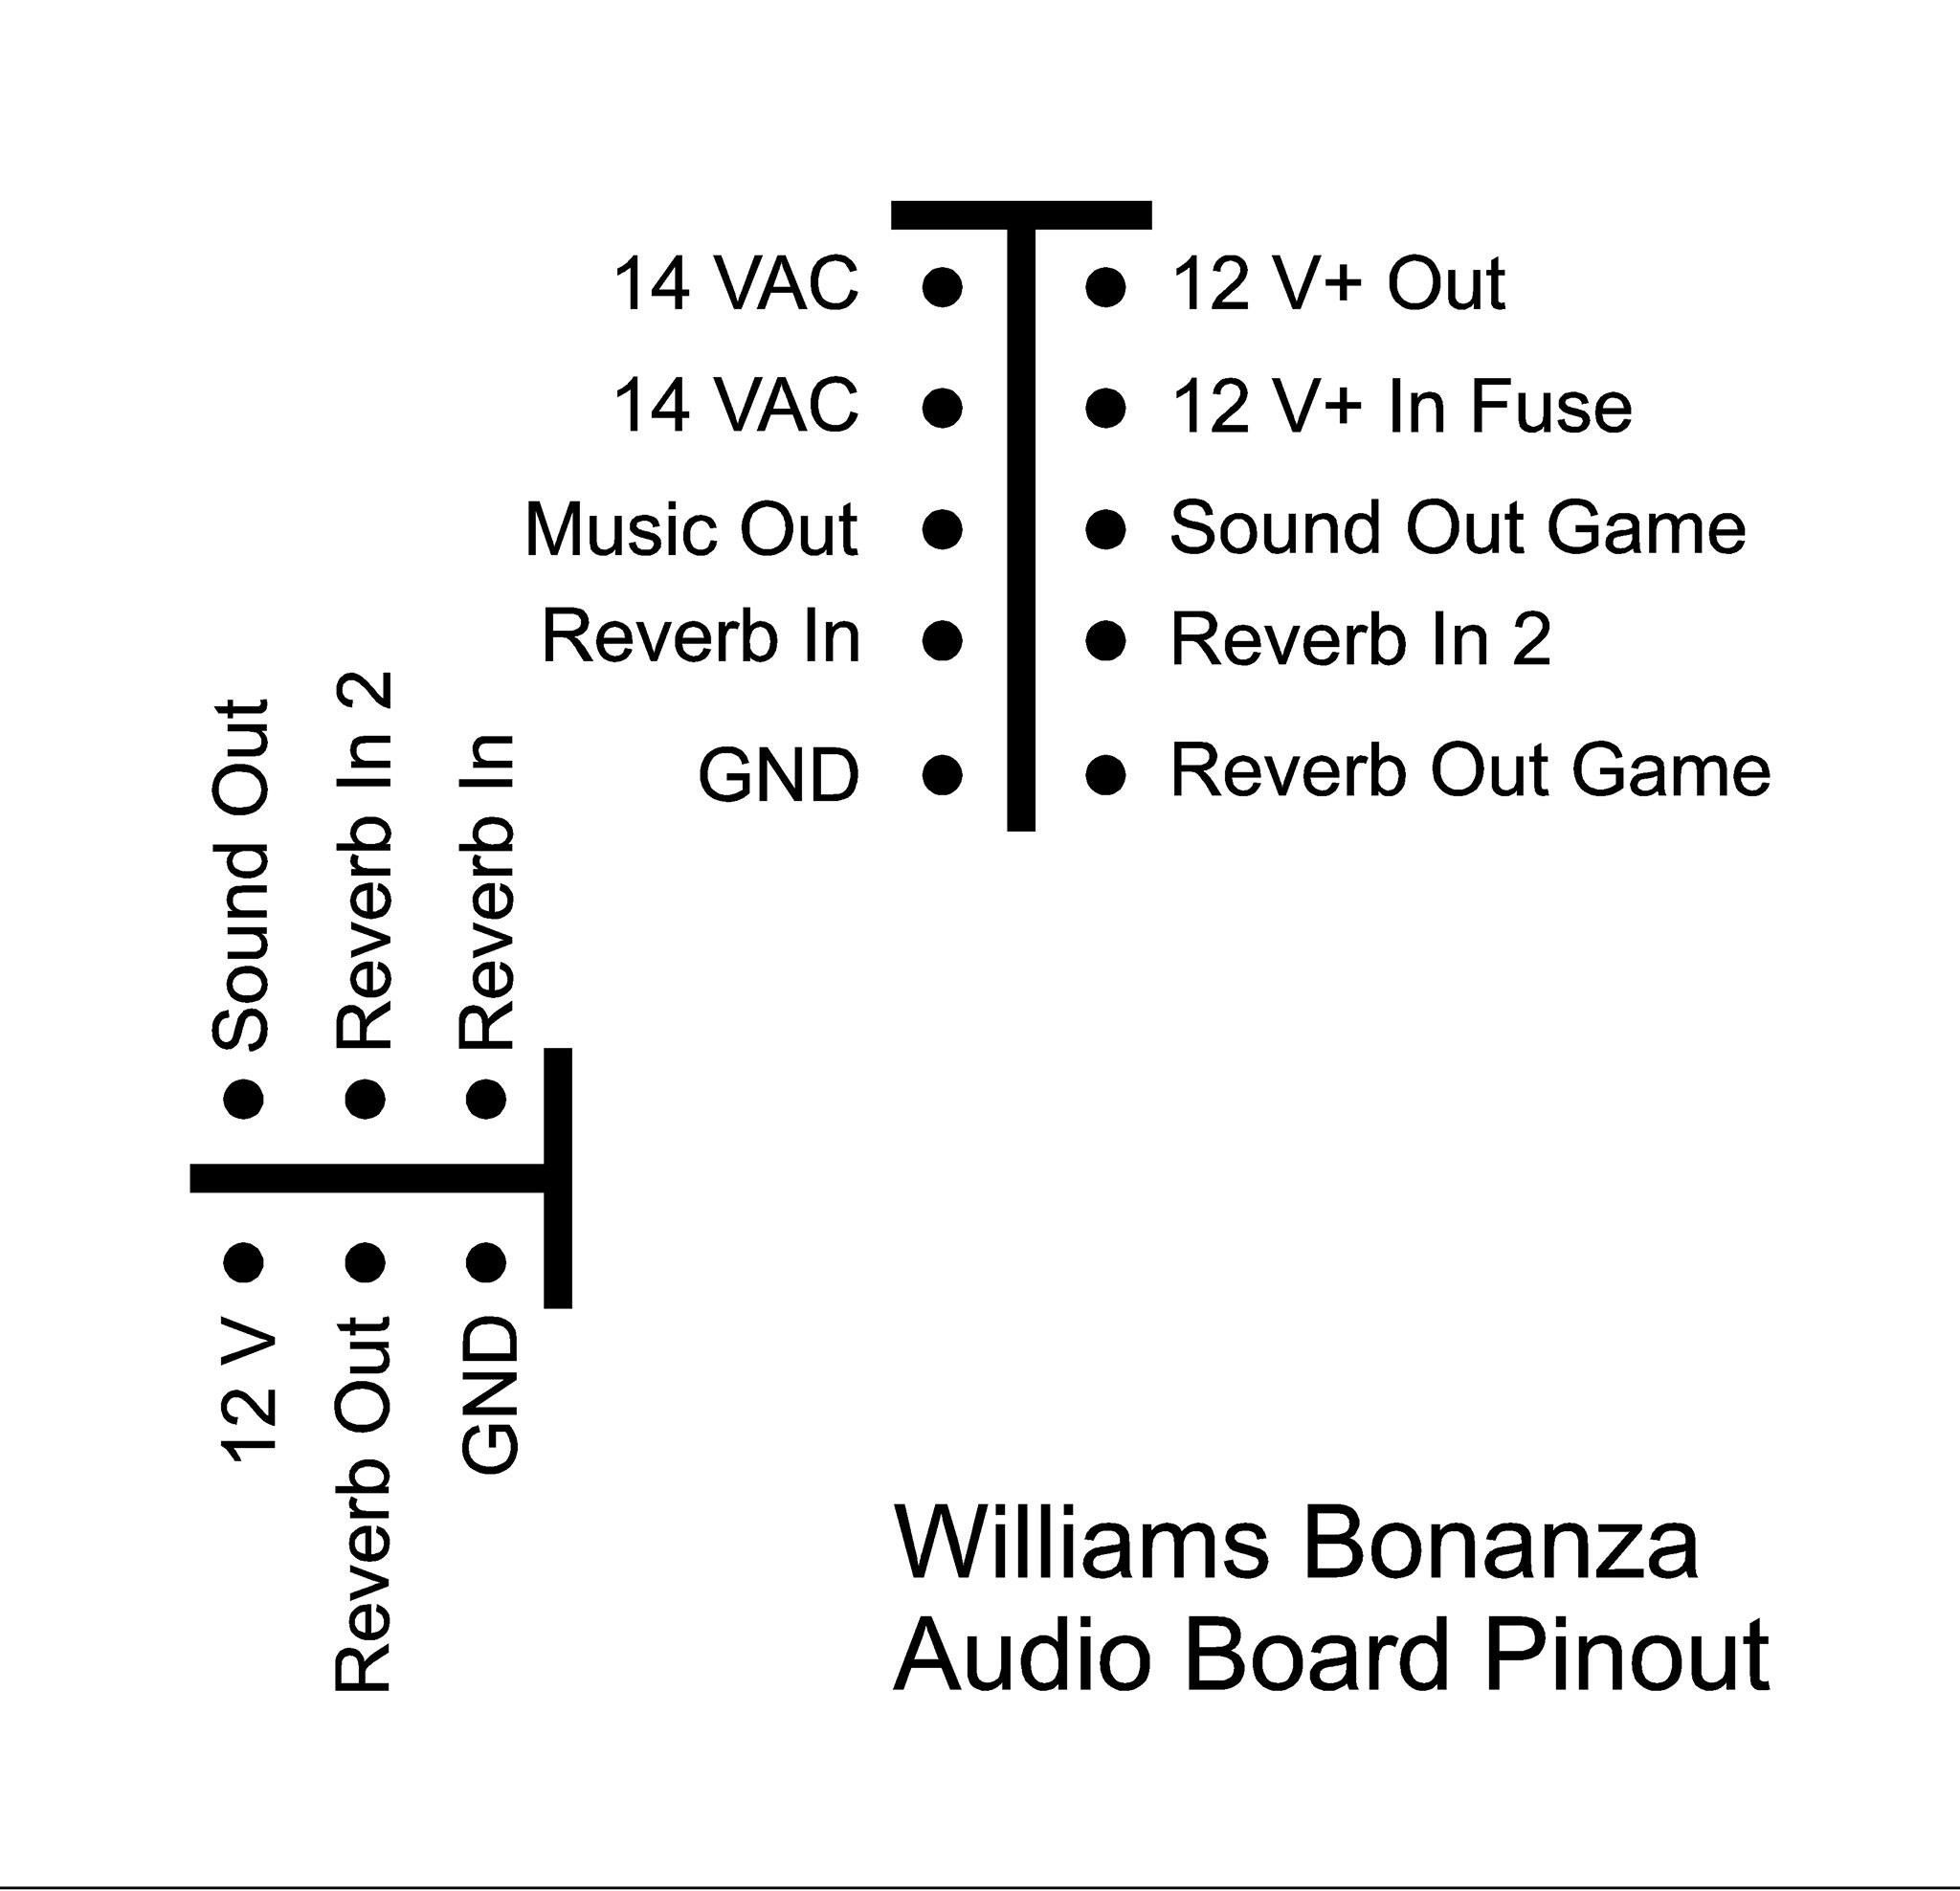 14 VAC
12 V+ Out
14 VAC
12 V+ In Fuse
Music Out
Sound Out Game
Reverb In
Reverb In 2
GND
Reverb Out Game
Sound Out
Reverb In 2
Reverb In
12 V
Reverb Out
GND
Williams Bonanza
Audio Board Pinout